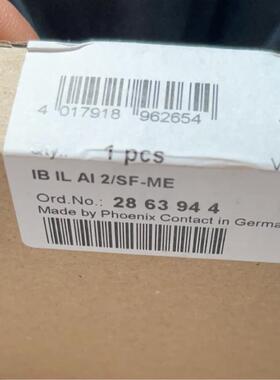 4 017918 962654
Qty.: 1 pcs
IB IL AI 2/SF-ME
Ord.No.: 28 63 94 4
Made by Phoenix Contact in Germa